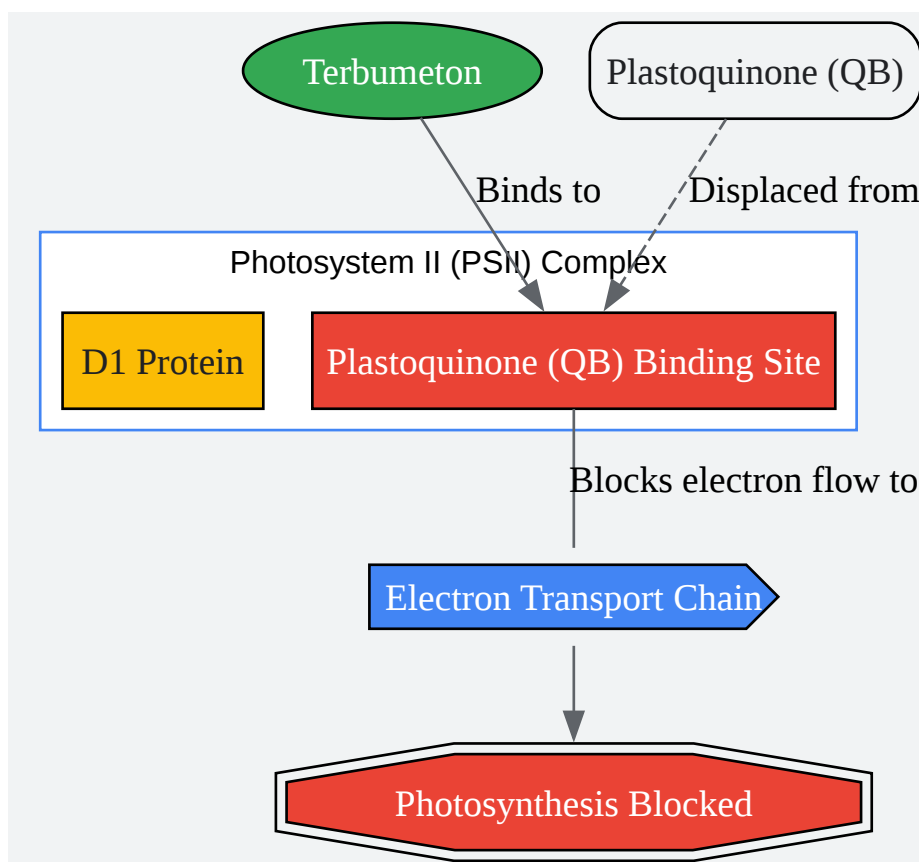 Terbumeton
Plastoquinone (QB)
Binds to
Displaced from
Photosystem II (PSII) Complex
D1 Protein
Plastoquinone (QB) Binding Site
Blocks electron flow to
Electron Transport Chain
Photosynthesis Blocked